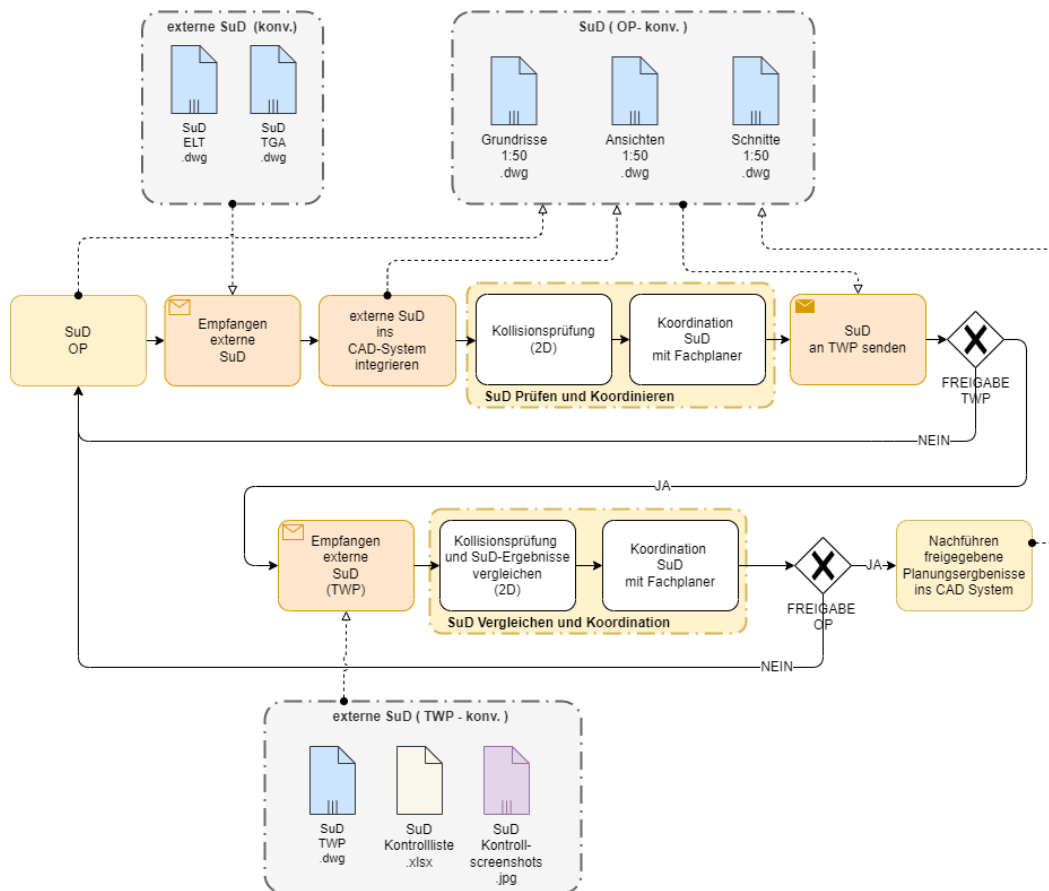 externe SuD (konv.)
SuD
ELT
.dwg
SuD
TGA
.dwg
SuD ( OP- konv. )
Grundrisse
1:50
.dwg
Ansichten
1:50
.dwg
Schnitte
1:50
.dwg
SuD
OP
Empfangen
externe
SuD
externe SuD
ins
CAD-System
integrieren
Kollisionsprüfung
(2D)
Koordination
SuD
mit Fachplaner
SuD Prüfen und Koordinieren
SuD
an TWP senden
FREIGABE
TWP
NEIN
JA
Empfangen
externe
SuD
(TWP)
Kollisionsprüfung
und SuD-Ergebnisse
vergleichen
(2D)
Koordination
SuD
mit Fachplaner
SuD Vergleichen und Koordination
FREIGABE
OP
JA
Nachführen
freigegebene
Planungsergbenisse
ins CAD System
NEIN
externe SuD ( TWP - konv. )
SuD
TWP
.dwg
SuD
Kontrollliste
.xlsx
SuD
Kontroll-
screenshots
.jpg